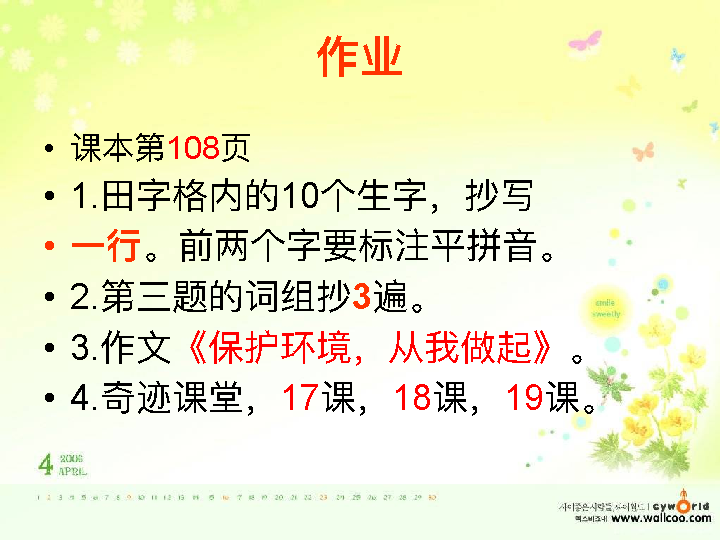 作业
• 课本第108页
• 1.田字格内的10个生字，抄写
• 一行。前两个字要标注平拼音。
• 2.第三题的词组抄3遍。
• 3.作文《保护环境，从我做起》。
• 4.奇迹课堂，17课，18课，19课。
smile
sweetly
4 2006
APRIL
1 2 3 4 5 6 7 8 9 10 11 12 13 14 15 16 17 18 19 20 21 22 23 24 25 26 27 28 29 30
cyworld
www.wallcoo.com